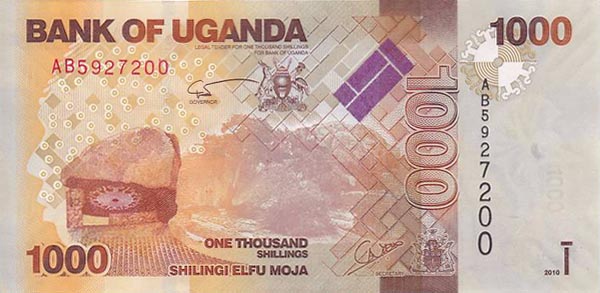 BANK OF UGANDA
LEGAL TENDER FOR ONE THOUSAND SHILLINGS
FOR BANK OF UGANDA
1000
AB5927200
GOVERNOR
1000
AB5927200
ONE THOUSAND
SHILLINGS
1000
SHILINGI ELFU MOJA
SECRETARY
2010